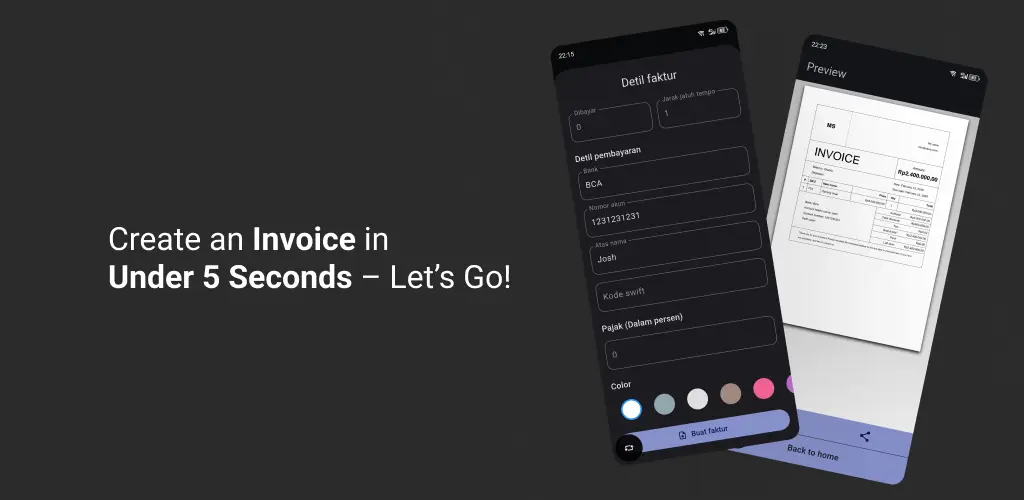 Create an Invoice in
Under 5 Seconds – Let's Go!
22:15
Detil faktur
Dibayar
0
Jarak jatuh tempo
1
Detil pembayaran
Bank
BCA
Nomor akun
1231231231
Atas nama
Josh
Kode swift
Pajak (Dalam persen)
0
Color
Buat faktur
22:23
Preview
MS
INVOICE
Rp2.400.000,00
Back to home